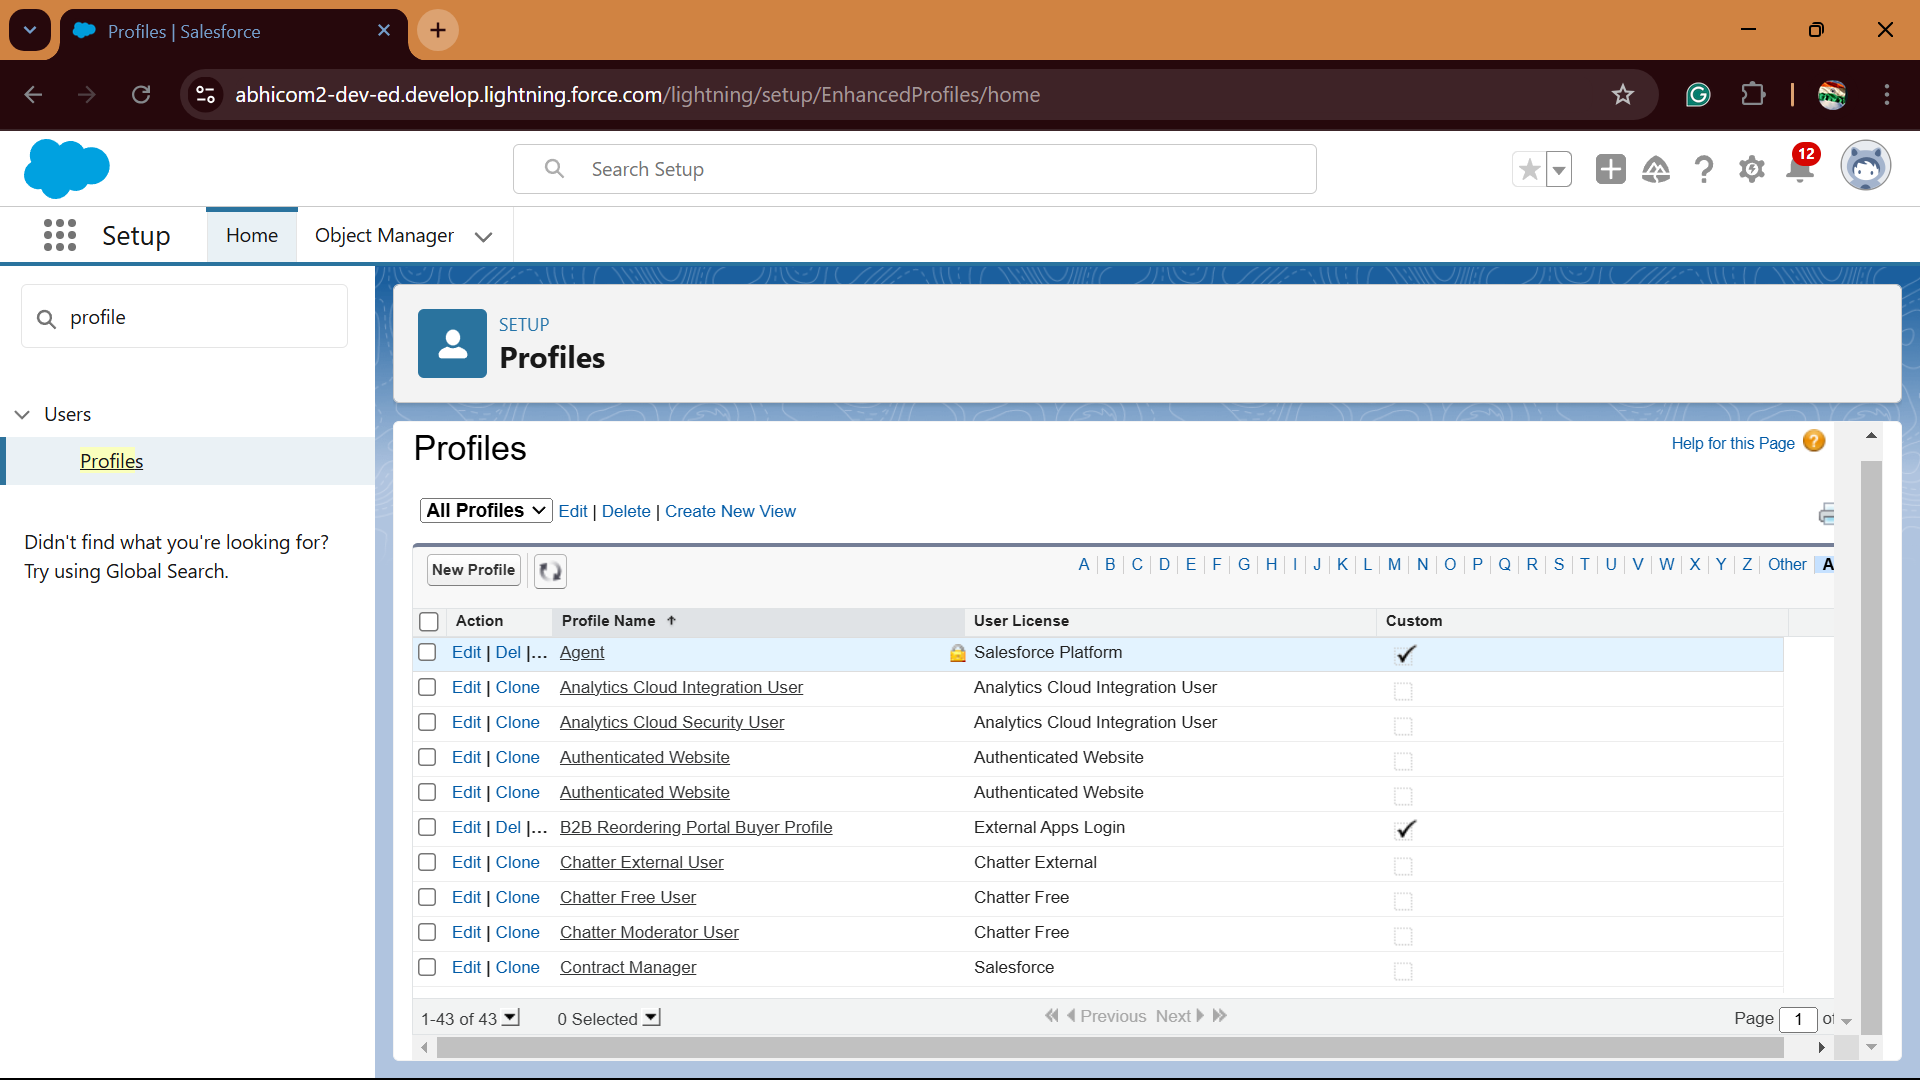 Profiles | Salesforce
abhicom2-dev-ed.develop.lightning.force.com/lightning/setup/EnhancedProfiles/home
Search Setup
12
Setup
Home
Object Manager
profile
Users
Profiles
Didn't find what you're looking for?
Try using Global Search.
SETUP
Profiles
Profiles
Help for this Page
All Profiles Edit | Delete | Create New View
New Profile
A | B | C | D | E | F | G | H | I | J | K | L | M | N | O | P | Q | R | S | T | U | V | W | X | Y | Z | Other | A
Action Profile Name ↑ User License Custom
Edit | Del |... Agent Salesforce Platform
Edit | Clone Analytics Cloud Integration User Analytics Cloud Integration User
Edit | Clone Analytics Cloud Security User Analytics Cloud Integration User
Edit | Clone Authenticated Website Authenticated Website
Edit | Clone Authenticated Website Authenticated Website
Edit | Del |... B2B Reordering Portal Buyer Profile External Apps Login
Edit | Clone Chatter External User Chatter External
Edit | Clone Chatter Free User Chatter Free
Edit | Clone Chatter Moderator User Chatter Free
Edit | Clone Contract Manager Salesforce
1-43 of 43 0 Selected Previous Next Page 1 of